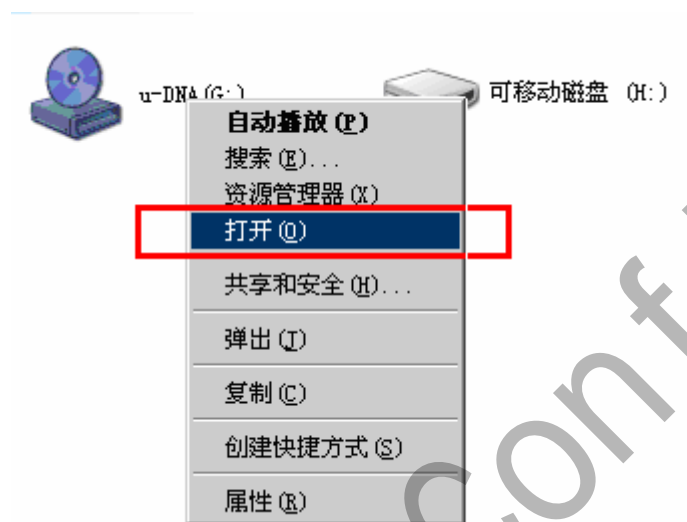 u-DNA (G:)
可移动磁盘 (H:)
自动播放(P)
搜索(E)...
资源管理器(X)
打开(O)
共享和安全(H)...
弹出(J)
复制(C)
创建快捷方式(S)
属性(R)
conf